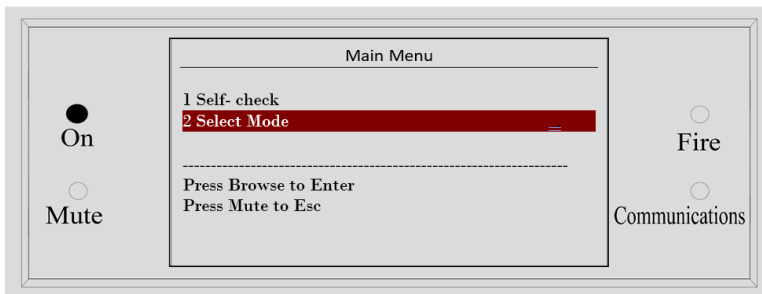 Main Menu
1 Self- check
2 Select Mode
------------------------------------------------------------------
Press Browse to Enter
Press Mute to Esc
On
Mute
Fire
Communications